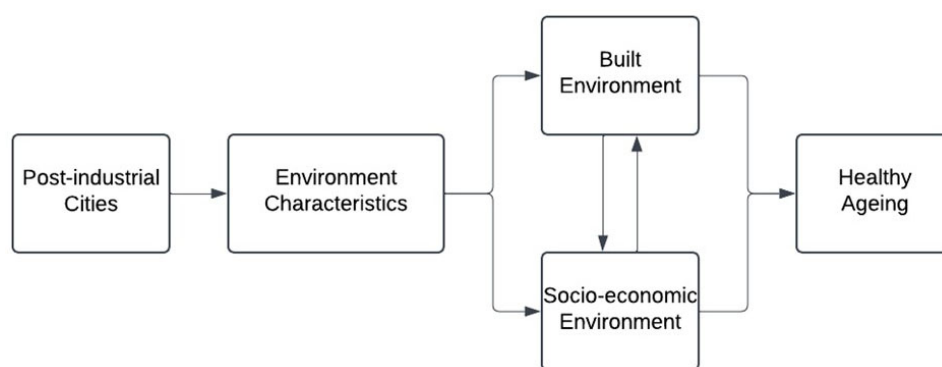 Post-industrial
Cities
Environment
Characteristics
Built
Environment
Socio-economic
Environment
Healthy
Ageing